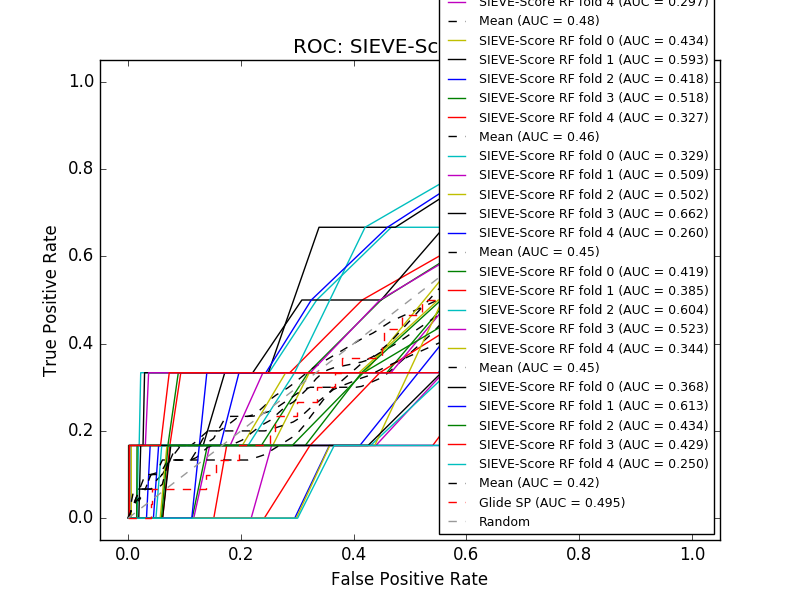 SIEVE-Score RF fold 4 (AUC = 0.297)
Mean (AUC = 0.48)
SIEVE-Score RF fold 0 (AUC = 0.434)
SIEVE-Score RF fold 1 (AUC = 0.593)
SIEVE-Score RF fold 2 (AUC = 0.418)
SIEVE-Score RF fold 3 (AUC = 0.518)
SIEVE-Score RF fold 4 (AUC = 0.327)
Mean (AUC = 0.46)
SIEVE-Score RF fold 0 (AUC = 0.329)
SIEVE-Score RF fold 1 (AUC = 0.509)
SIEVE-Score RF fold 2 (AUC = 0.502)
SIEVE-Score RF fold 3 (AUC = 0.662)
SIEVE-Score RF fold 4 (AUC = 0.260)
Mean (AUC = 0.45)
SIEVE-Score RF fold 0 (AUC = 0.419)
SIEVE-Score RF fold 1 (AUC = 0.385)
SIEVE-Score RF fold 2 (AUC = 0.604)
SIEVE-Score RF fold 3 (AUC = 0.523)
SIEVE-Score RF fold 4 (AUC = 0.344)
Mean (AUC = 0.45)
SIEVE-Score RF fold 0 (AUC = 0.368)
SIEVE-Score RF fold 1 (AUC = 0.613)
SIEVE-Score RF fold 2 (AUC = 0.434)
SIEVE-Score RF fold 3 (AUC = 0.429)
SIEVE-Score RF fold 4 (AUC = 0.250)
Mean (AUC = 0.42)
Glide SP (AUC = 0.495)
Random
ROC: SIEVE-Sc
True Positive Rate
1.0
0.8
0.6
0.4
0.2
0.0
0.0 0.2 0.4 0.6 0.8 1.0
False Positive Rate